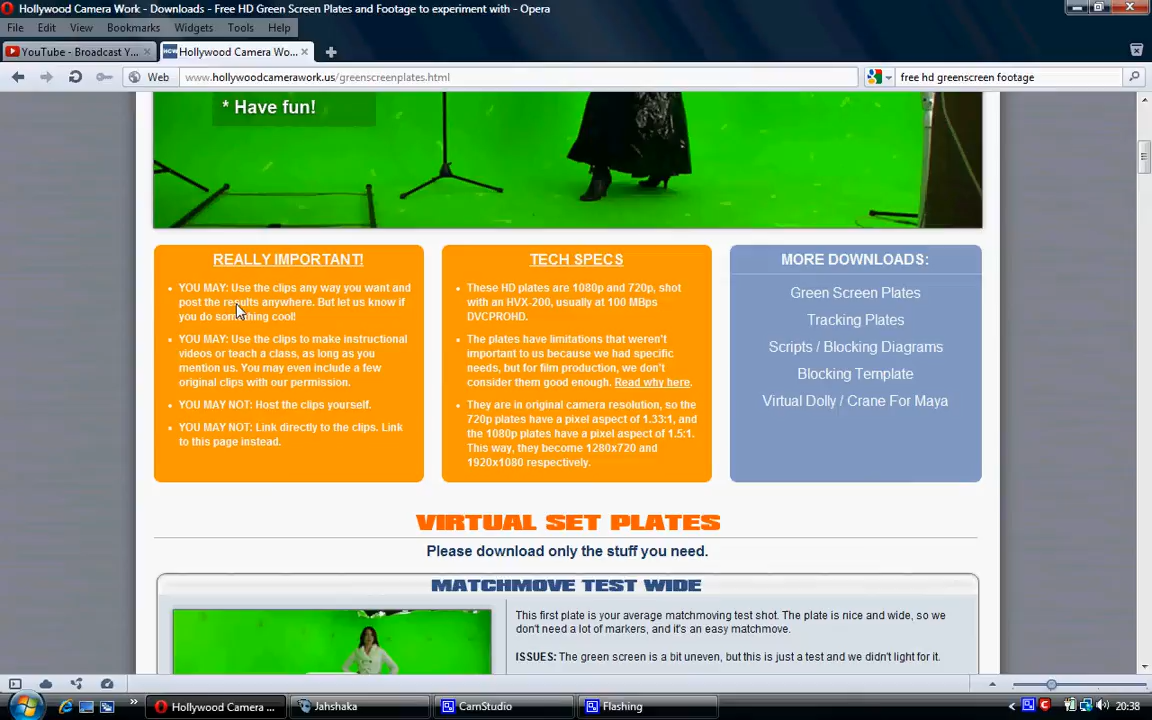 Hollywood Camera Work - Downloads - Free HD Green Screen Plates and Footage to experiment with - Opera
File Edit View Bookmarks Widgets Tools Help
YouTube - Broadcast Y...
Hollywood Camera Wo...
Web
www.hollywoodcamerawork.us/greenscreenplates.html
free hd greenscreen footage
* Have fun!
REALLY IMPORTANT!
YOU MAY: Use the clips any way you want and
post the results anywhere. But let us know if
you do something cool!
YOU MAY: Use the clips to make instructional
videos or teach a class, as long as you
mention us. You may even include a few
original clips with our permission.
YOU MAY NOT: Host the clips yourself.
YOU MAY NOT: Link directly to the clips. Link
to this page instead.
TECH SPECS
These HD plates are 1080p and 720p, shot
with an HVX-200, usually at 100 MBps
DVCPROHD.
The plates have limitations that weren't
important to us because we had specific
needs, but for film production, we don't
consider them good enough. Read why here.
They are in original camera resolution, so the
720p plates have a pixel aspect of 1.33:1, and
the 1080p plates have a pixel aspect of 1.5:1.
This way, they become 1280x720 and
1920x1080 respectively.
MORE DOWNLOADS:
Green Screen Plates
Tracking Plates
Scripts / Blocking Diagrams
Blocking Template
Virtual Dolly / Crane For Maya
VIRTUAL SET PLATES
Please download only the stuff you need.
MATCHMOVE TEST WIDE
This first plate is your average matchmoving test shot. The plate is nice and wide, so we
don't need a lot of markers, and it's an easy matchmove.
ISSUES: The green screen is a bit uneven, but this is just a test and we didn't light for it.
Hollywood Camera ...
Jahshaka
CamStudio
Flashing
20:38